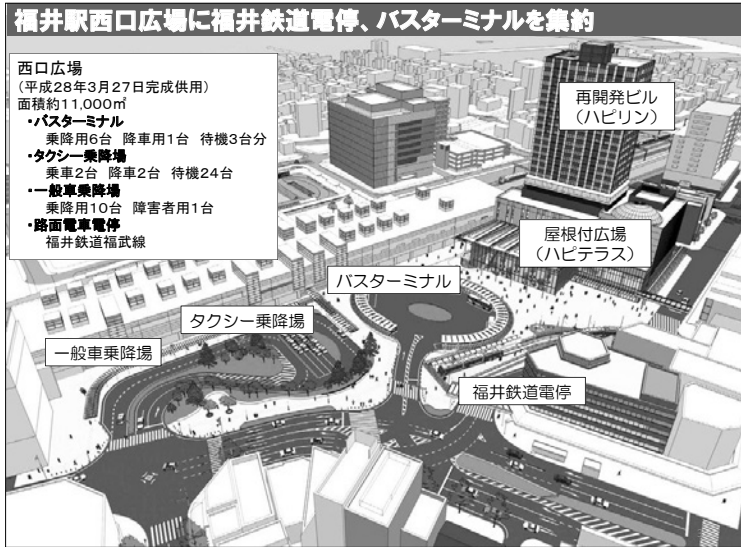 福井駅西口広場に福井鉄道電停、バスターミナルを集約
西口広場
(平成28年3月27日完成供用)
面積約11,000㎡
・バスターミナル
乗降用6台 降車用1台 待機3台分
・タクシー乗降場
乗車2台 降車2台 待機24台
・一般車乗降場
乗降用10台 障害者用1台
・路面電車電停
福井鉄道福武線
再開発ビル
(ハピリン)
屋根付広場
(ハピテラス)
バスターミナル
タクシー乗降場
一般車乗降場
福井鉄道電停